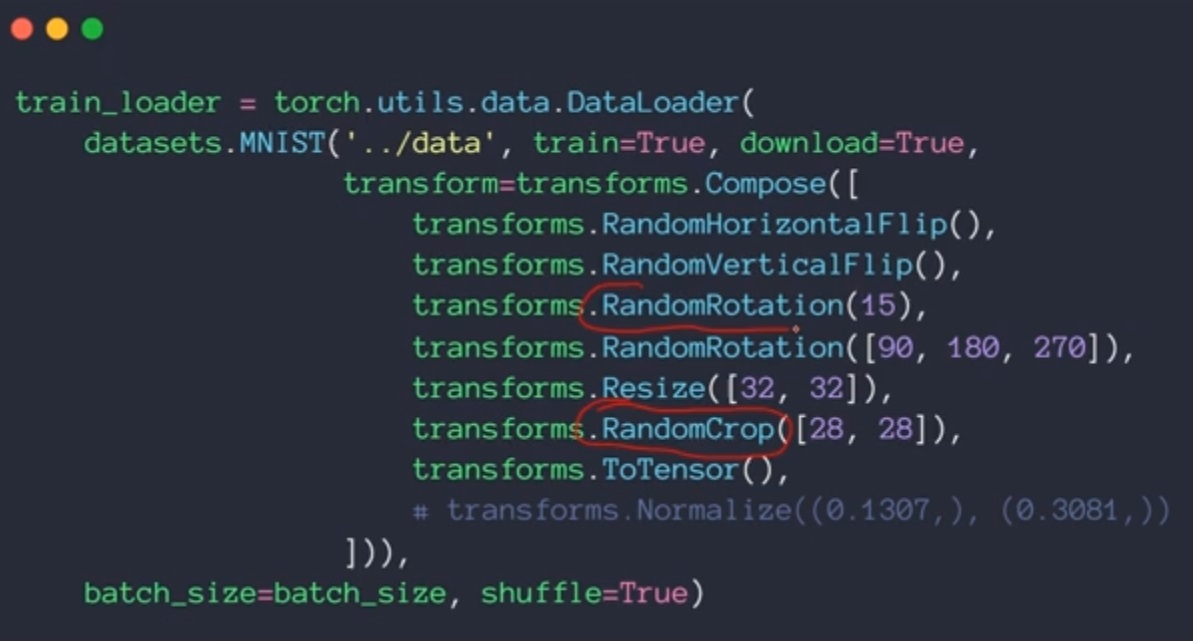 train_loader = torch.utils.data.DataLoader(
    datasets.MNIST('../data', train=True, download=True,
                   transform=transforms.Compose([
                       transforms.RandomHorizontalFlip(),
                       transforms.RandomVerticalFlip(),
                       transforms.RandomRotation(15),
                       transforms.RandomRotation([90, 180, 270]),
                       transforms.Resize([32, 32]),
                       transforms.RandomCrop([28, 28]),
                       transforms.ToTensor(),
                       # transforms.Normalize((0.1307,), (0.3081,))
                   ])),
    batch_size=batch_size, shuffle=True)